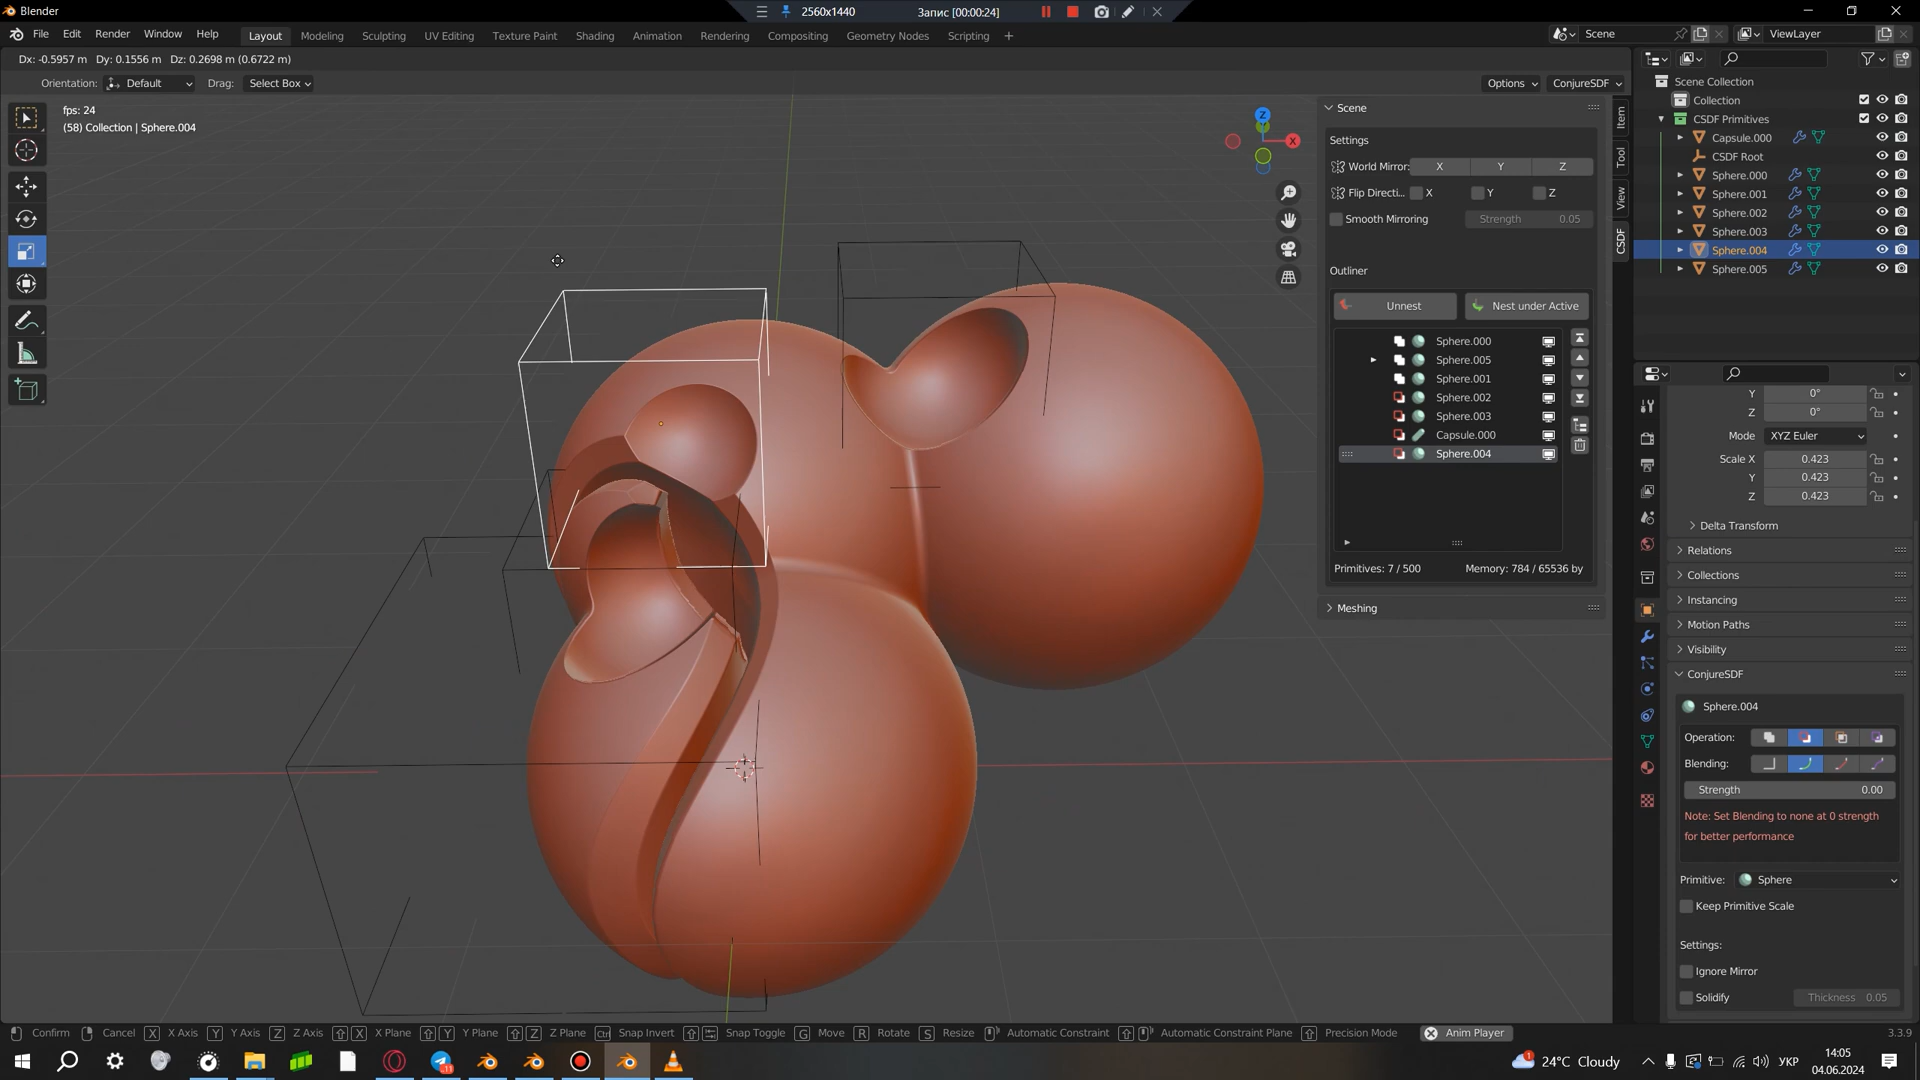 Blender
2560x1440
Запис [00:00:24]
File Edit Render Window Help
Layout Modeling Sculpting UV Editing Texture Paint Shading Animation Rendering Compositing Geometry Nodes Scripting +
Scene
ViewLayer
Dx: -0.5957 m Dy: 0.1556 m Dz: 0.2698 m (0.6722 m)
Orientation: Default Drag: Select Box
Options ConjureSDF
fps: 24
(58) Collection | Sphere.004
Z
X
Item
Tool
View
CSDF
Scene
Settings
World Mirror: X Y Z
Flip Directi... X Y Z
Smooth Mirroring Strength 0.05
Outliner
Unnest Nest under Active
Sphere.000
Sphere.005
Sphere.001
Sphere.002
Sphere.003
Capsule.000
Sphere.004
Primitives: 7 / 500 Memory: 784 / 65536 by
Meshing
Scene Collection
Collection
CSDF Primitives
Capsule.000
CSDF Root
Sphere.000
Sphere.001
Sphere.002
Sphere.003
Sphere.004
Sphere.005
Y 0°
Z 0°
Mode XYZ Euler
Scale X 0.423
Y 0.423
Z 0.423
Delta Transform
Relations
Collections
Instancing
Motion Paths
Visibility
ConjureSDF
Sphere.004
Operation:
Blending:
Strength 0.00
Note: Set Blending to none at 0 strength
for better performance
Primitive: Sphere
Keep Primitive Scale
Settings:
Ignore Mirror
Solidify Thickness 0.05
Confirm Cancel X X Axis Y Y Axis Z Z Axis X X Plane Y Y Plane Z Z Plane Ctrl Snap Invert Snap Toggle G Move R Rotate S Resize Automatic Constraint Automatic Constraint Plane Precision Mode Anim Player 3.3.9
24°C Cloudy УКР 14:05
04.06.2024